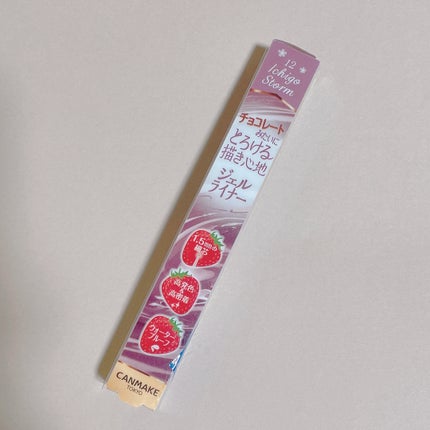 12
Ichigo
Storm
チョコレート
みたいに
とろける
描き心地
ジェル
ライナー
1.5mmの
細芯
高発色&
高密着
ウォーター
プルーフ
CANMAKE
TOKYO